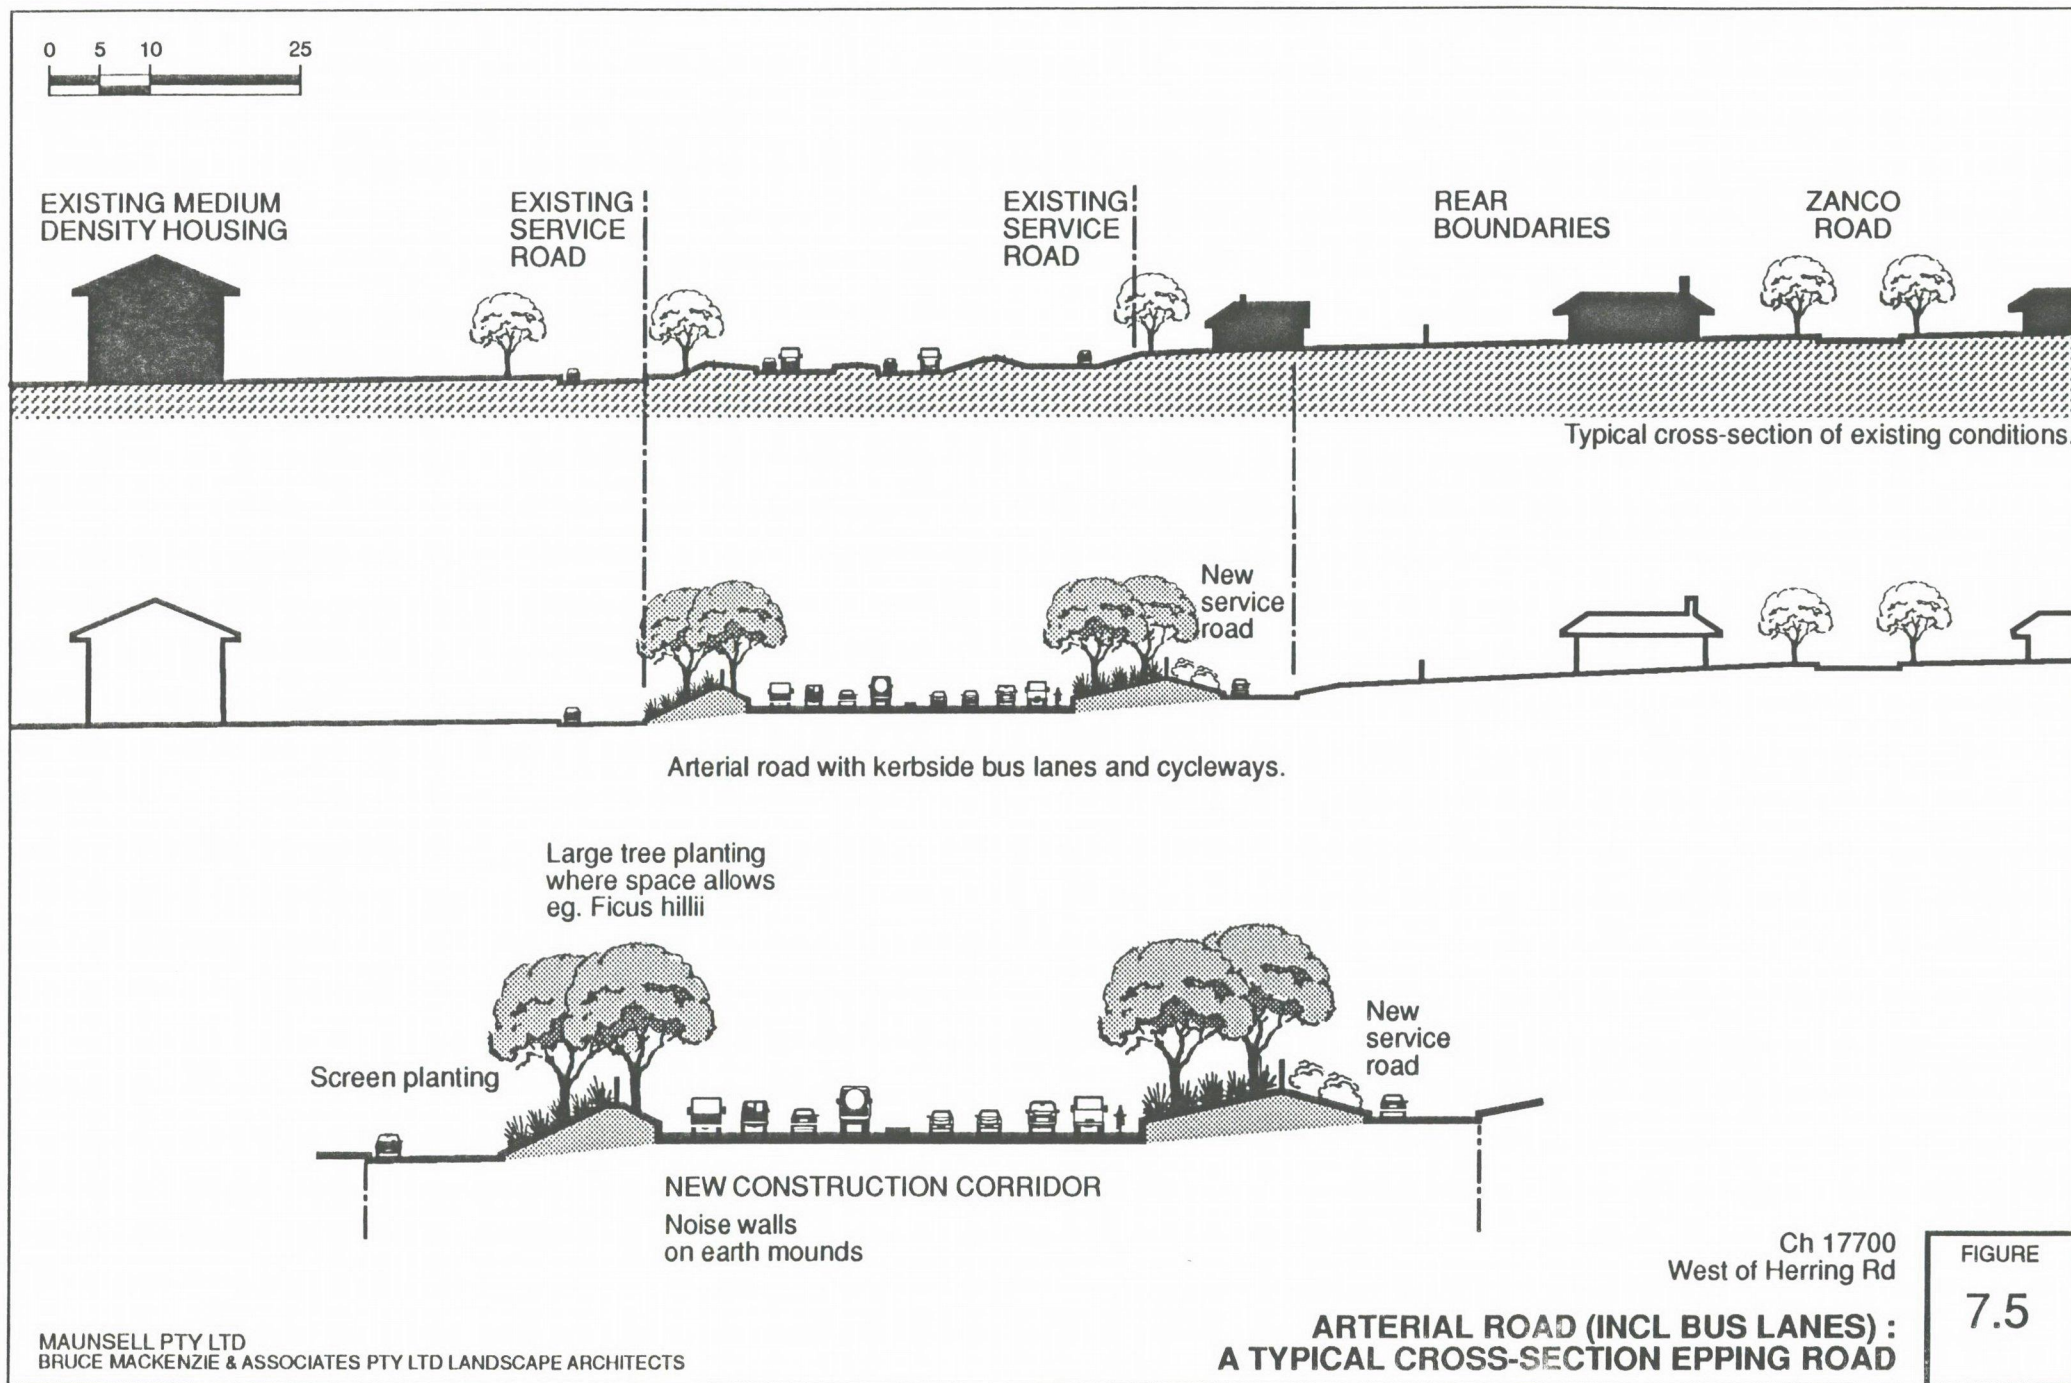 0 5 10 25
EXISTING MEDIUM
DENSITY HOUSING
EXISTING
SERVICE
ROAD
EXISTING
SERVICE
ROAD
REAR
BOUNDARIES
ZANCO
ROAD
Typical cross-section of existing conditions.
New
service
road
Arterial road with kerbside bus lanes and cycleways.
Large tree planting
where space allows
eg. Ficus hillii
Screen planting
New
service
road
NEW CONSTRUCTION CORRIDOR
Noise walls
on earth mounds
Ch 17700
West of Herring Rd
ARTERIAL ROAD (INCL BUS LANES) :
A TYPICAL CROSS-SECTION EPPING ROAD
FIGURE
7.5
MAUNSELL PTY LTD
BRUCE MACKENZIE & ASSOCIATES PTY LTD LANDSCAPE ARCHITECTS